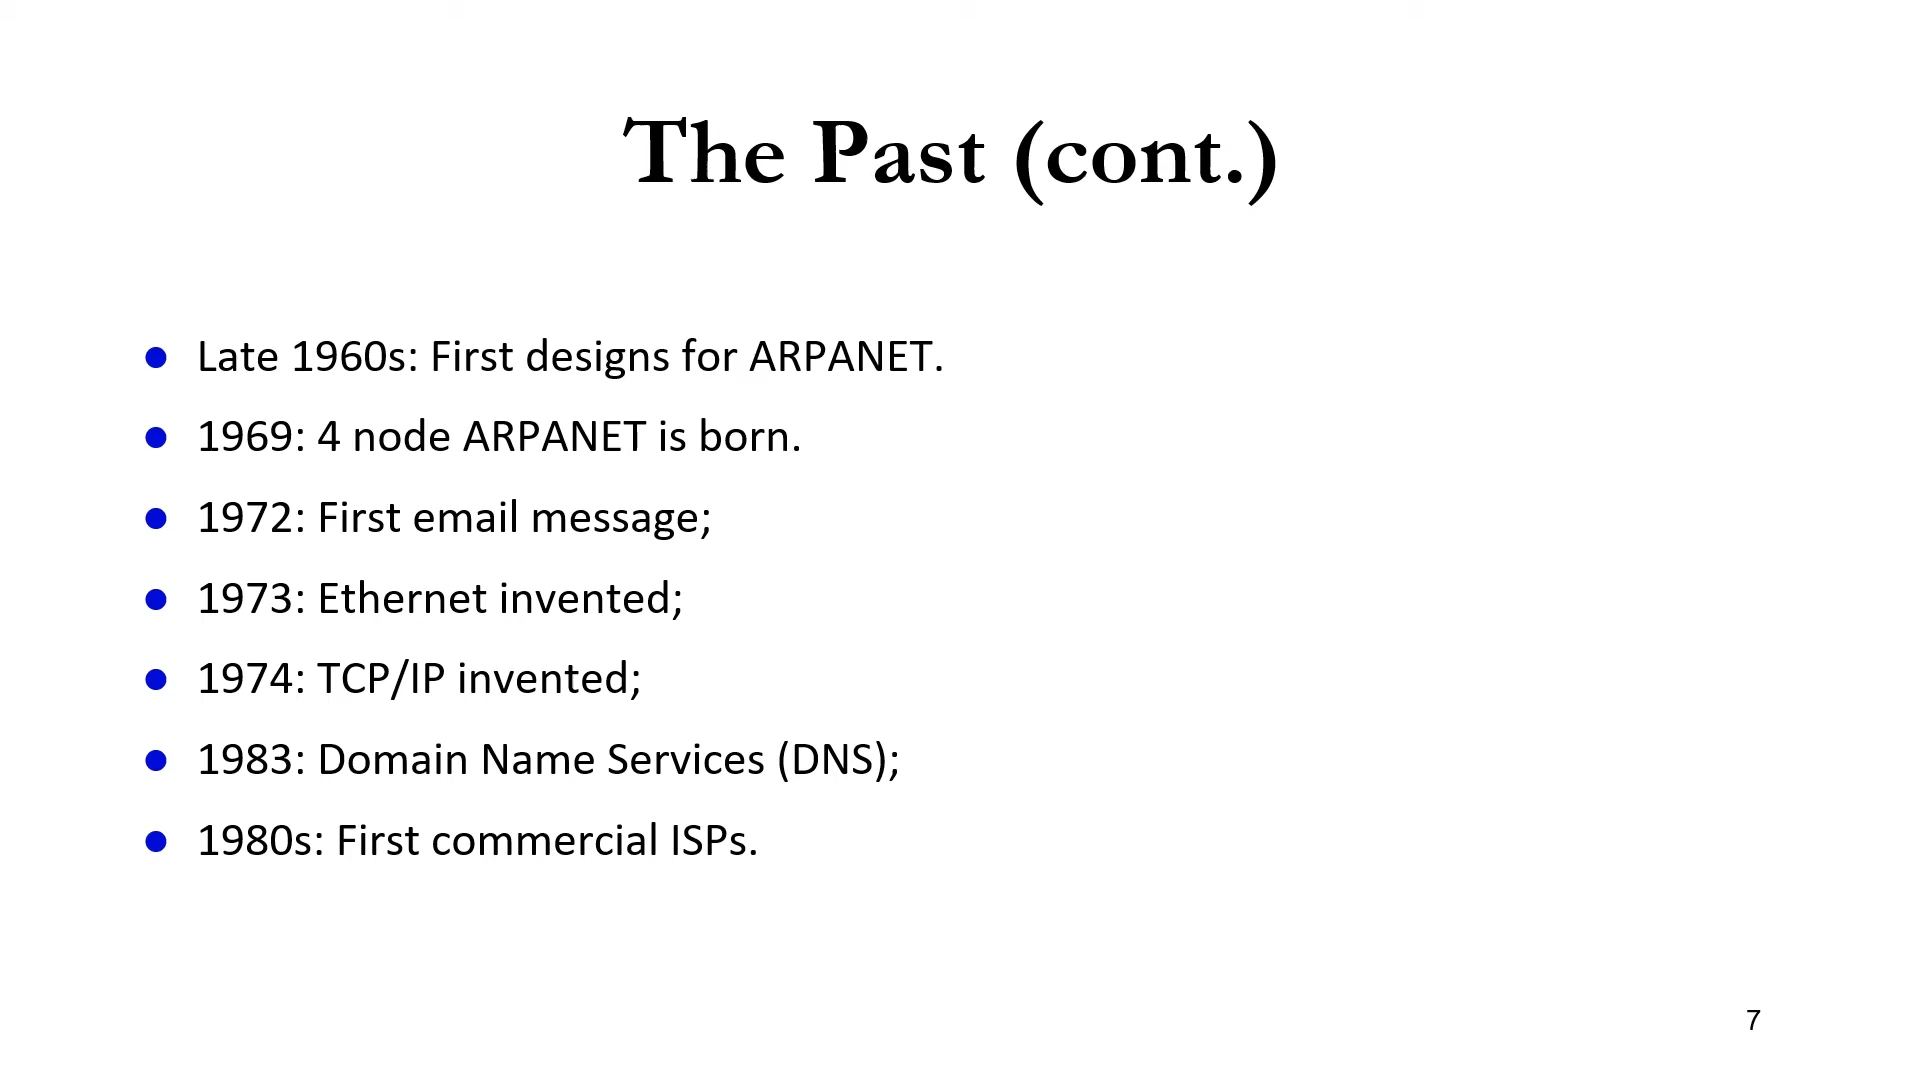 The Past (cont.)
● Late 1960s: First designs for ARPANET.
● 1969: 4 node ARPANET is born.
● 1972: First email message;
● 1973: Ethernet invented;
● 1974: TCP/IP invented;
● 1983: Domain Name Services (DNS);
● 1980s: First commercial ISPs.
7